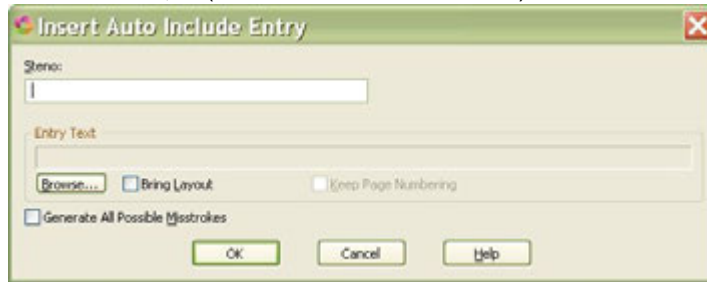 Insert Auto Include Entry
Steno:
Entry Text
Browse... Bring Layout Keep Page Numbering
Generate All Possible Misstrokes
OK Cancel Help